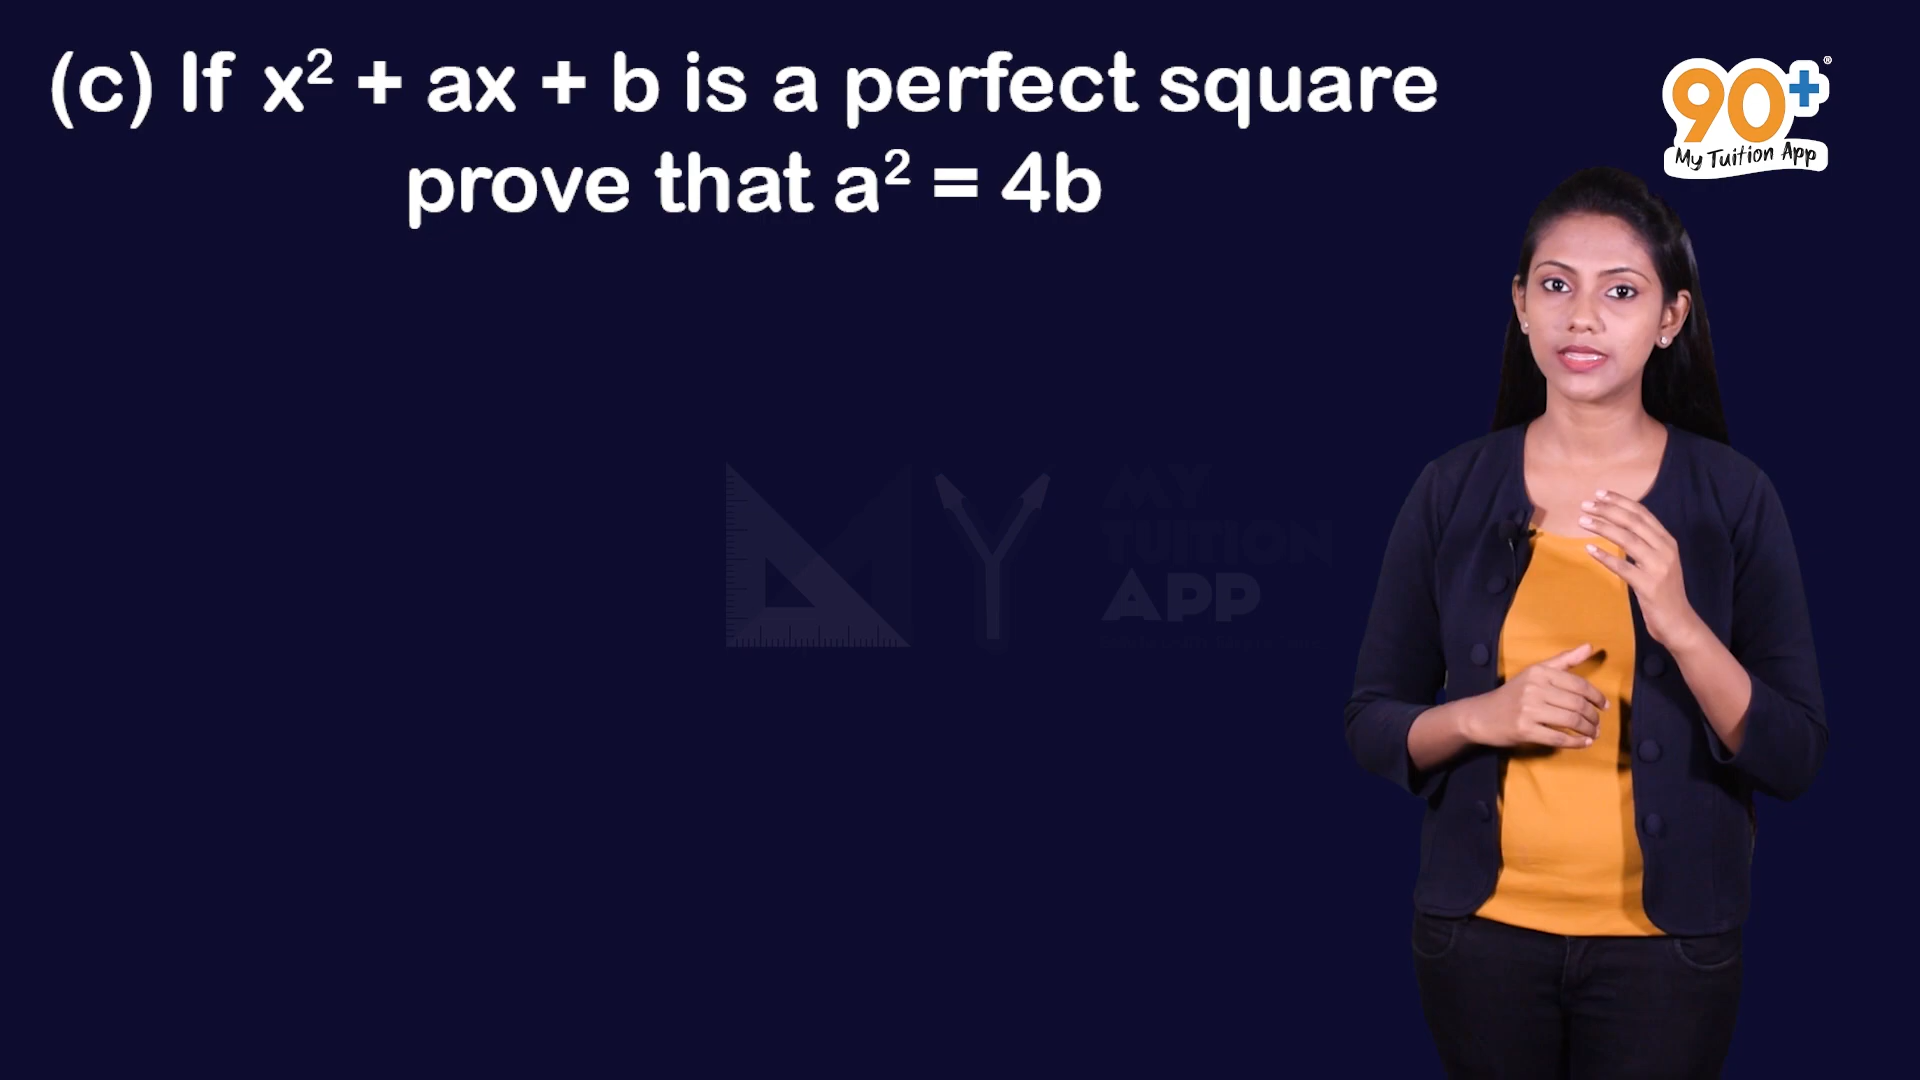 (c) If x² + ax + b is a perfect square
prove that a² = 4b
90+
My Tuition App
MY
TUITION
APP